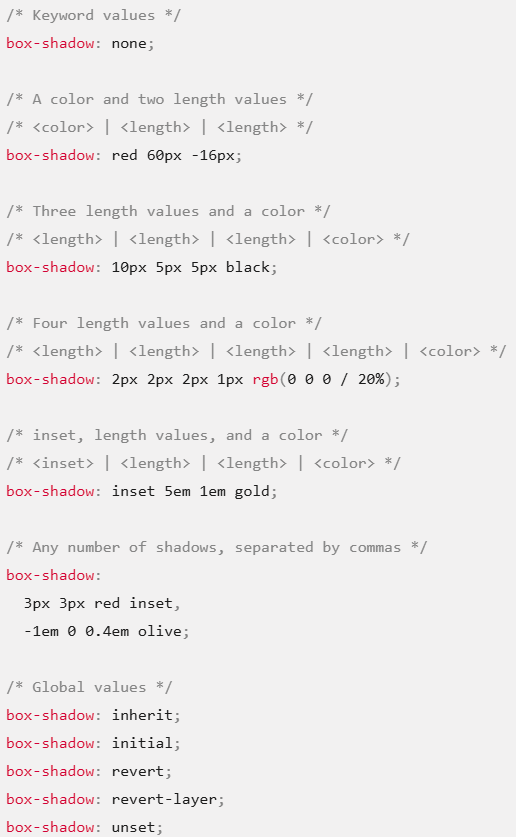 /* Keyword values */
box-shadow: none;

/* A color and two length values */
/* <color> | <length> | <length> */
box-shadow: red 60px -16px;

/* Three length values and a color */
/* <length> | <length> | <length> | <color> */
box-shadow: 10px 5px 5px black;

/* Four length values and a color */
/* <length> | <length> | <length> | <length> | <color> */
box-shadow: 2px 2px 2px 1px rgb(0 0 0 / 20%);

/* inset, length values, and a color */
/* <inset> | <length> | <length> | <color> */
box-shadow: inset 5em 1em gold;

/* Any number of shadows, separated by commas */
box-shadow:
  3px 3px red inset,
  -1em 0 0.4em olive;

/* Global values */
box-shadow: inherit;
box-shadow: initial;
box-shadow: revert;
box-shadow: revert-layer;
box-shadow: unset;